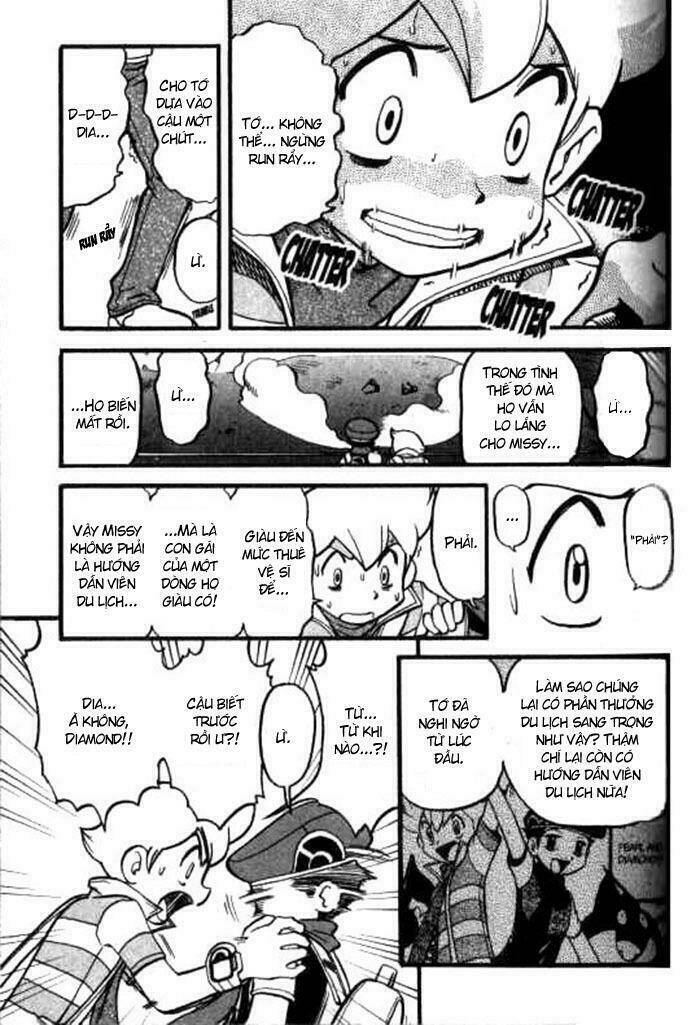 TỚ... KHÔNG
THỂ... NGỪNG
RUN RẨY...
CHATTER
CHATTER
CHATTER
CHO TỚ
DỰA VÀO
CẬU MỘT
CHÚT...
D-D-D-
DIA...
RUN RẨY
Ừ.
TREMBLE
Ừ...
TRONG TÌNH
THẾ ĐÓ MÀ
HỌ VẪN
LO LẮNG
CHO MISSY...
Ừ...
...HỌ BIẾN
MẤT RỒI.
"PHẢI"?
...
PHẢI.
GIÀU ĐẾN
MỨC THUÊ
VỆ SĨ
ĐỂ...
...MÀ LÀ
CON GÁI
CỦA MỘT
DÒNG HỌ
GIÀU CÓ!
VẬY MISSY
KHÔNG PHẢI
LÀ HƯỚNG
DẪN VIÊN
DU LỊCH...
LÀM SAO CHÚNG
LẠI CÓ PHẦN THƯỞNG
DU LỊCH SANG TRỌNG
NHƯ VẬY? THẬM
CHÍ LẠI CÒN CÓ
HƯỚNG DẪN VIÊN
DU LỊCH NỮA!
TỚ ĐÃ
NGHI NGỜ
TỪ LÚC
ĐẦU.
PEARL AND
DIAMOND!!
TỪ...
TỪ KHI
NÀO...?!
Ừ.
CẬU BIẾT
TRƯỚC
RỒI Ư?!
DIA...
À KHÔNG,
DIAMOND!!